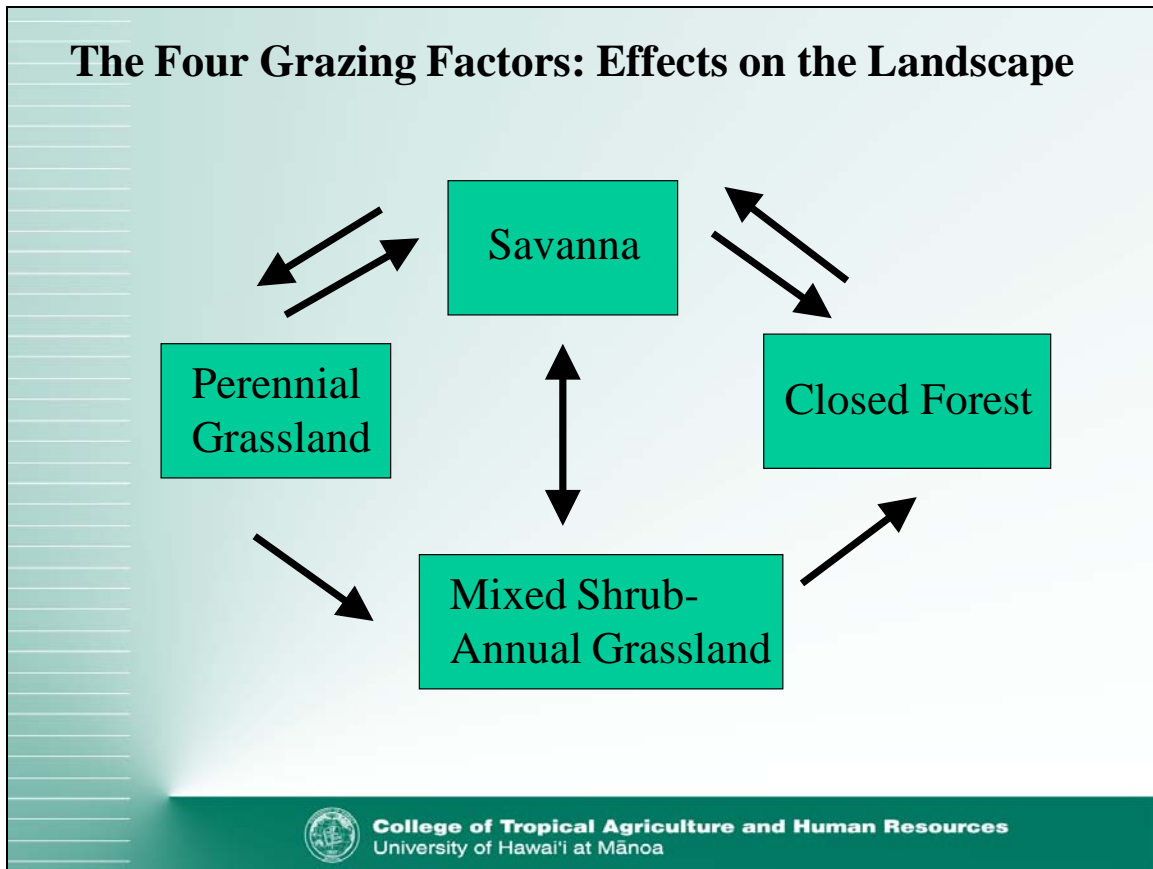 The Four Grazing Factors: Effects on the Landscape
Savanna
Perennial
Grassland
Closed Forest
Mixed Shrub-
Annual Grassland
College of Tropical Agriculture and Human Resources
University of Hawai'i at Mānoa